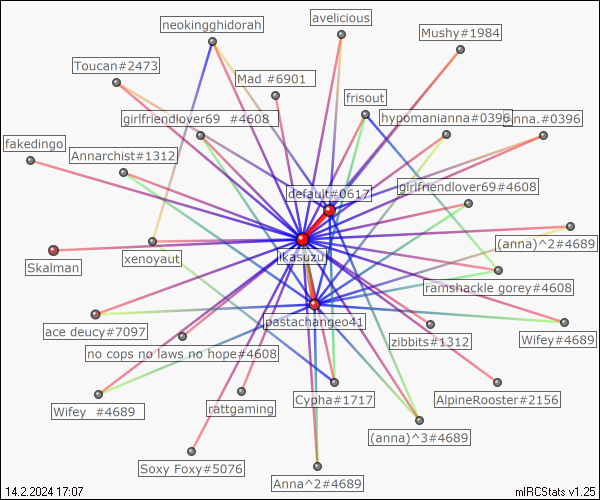 avelicious
neokingghidorah
Mushy#1984
Toucan#2473
Mad #6901
frisout
girlfriendlover69 #4608
hypomanianna#0396
nna.#0396
fakedingo
Annarchist#1312
default#0617
girlfriendlover69#4608
(anna)^2#4689
xenoyaut
ikasuzu
Skalman
ramshackle gorey#4608
pastachangeo41
ace deucy#7097
zibbits#1312
Wifey#4689
no cops no laws no hope#4608
Cypha#1717
AlpineRooster#2156
rattgaming
Wifey #4689
(anna)^3#4689
Soxy Foxy#5076
Anna^2#4689
14.2.2024 17:07
mIRCStats v1.25